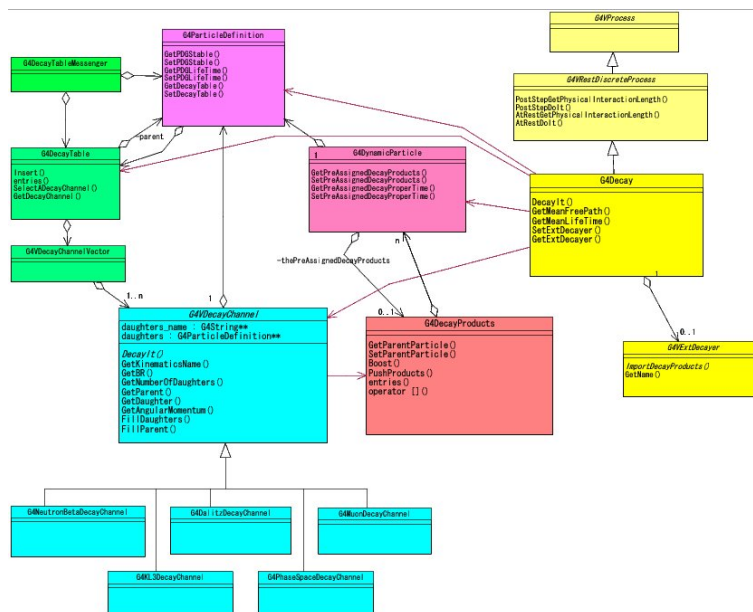 G4ParticleDefinition
GetPDGStable()
SetPDGStable()
GetPDGLifeTime()
SetPDGLifeTime()
GetDecayTable()
SetDecayTable()
G4VProcess
G4DecayTableMessenger
G4VRestDiscreteProcess
PostStepGetPhysicalInteractionLength()
PostStepDoIt()
AtRestGetPhysicalInteractionLength()
AtRestDoIt()
-parent
G4DecayTable
Insert()
entries()
SelectADecayChannel()
GetDecayChannel()
1
G4DynamicParticle
GetPreAssignedDecayProducts()
SetPreAssignedDecayProducts()
GetPreAssignedDecayProperTime()
SetPreAssignedDecayProperTime()
G4Decay
DecayIt()
GetMeanFreePath()
GetMeanLifeTime()
SetExtDecayer()
GetExtDecayer()
G4VDecayChannelVector
n
-thePreAssignedDecayProducts
1
1..n
1
0..1
0..1
G4VDecayChannel
daughters_name : G4String**
daughters : G4ParticleDefinition**
DecayIt()
GetKinematicsName()
GetBR()
GetNumberOfDaughters()
GetParent()
GetDaughter()
GetAngularMomentum()
FillDaughters()
FillParent()
G4DecayProducts
GetParentParticle()
SetParentParticle()
Boost()
PushProducts()
entries()
operator []()
G4VExtDecayer
ImportDecayProducts()
GetName()
G4NeutronBetaDecayChannel
G4DalitzDecayChannel
G4MuonDecayChannel
G4KL3DecayChannel
G4PhaseSpaceDecayChannel